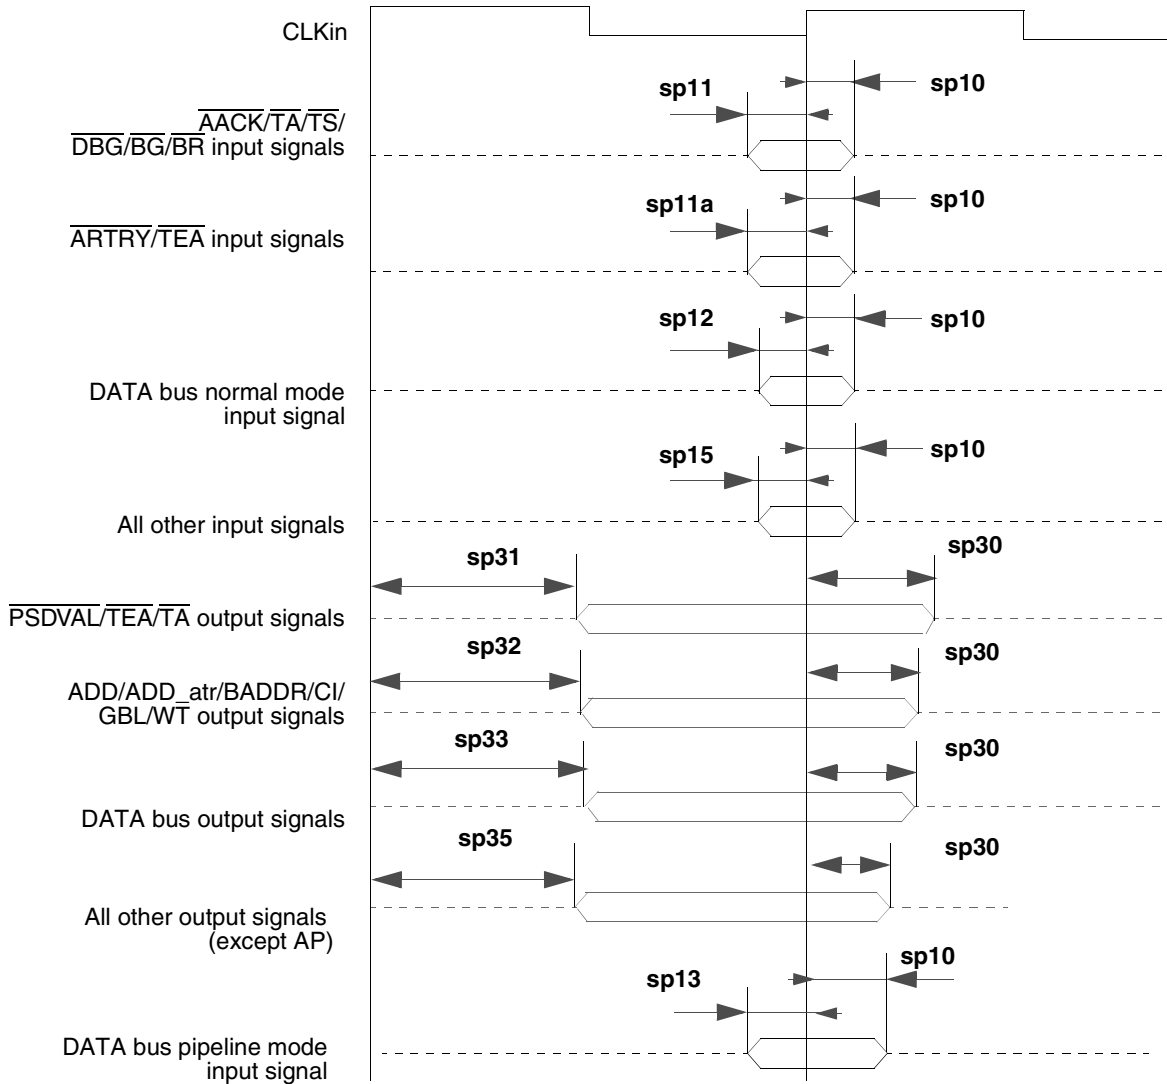 CLKin
sp11
sp10
AACK/TA/TS/
DBG/BG/BR input signals
sp11a
sp10
ARTRY/TEA input signals
sp12
sp10
DATA bus normal mode
input signal
sp15
sp10
All other input signals
sp31
sp30
PSDVAL/TEA/TA output signals
sp32
sp30
ADD/ADD_atr/BADDR/CI/
GBL/WT output signals
sp33
sp30
DATA bus output signals
sp35
sp30
All other output signals
(except AP)
sp13
sp10
DATA bus pipeline mode
input signal